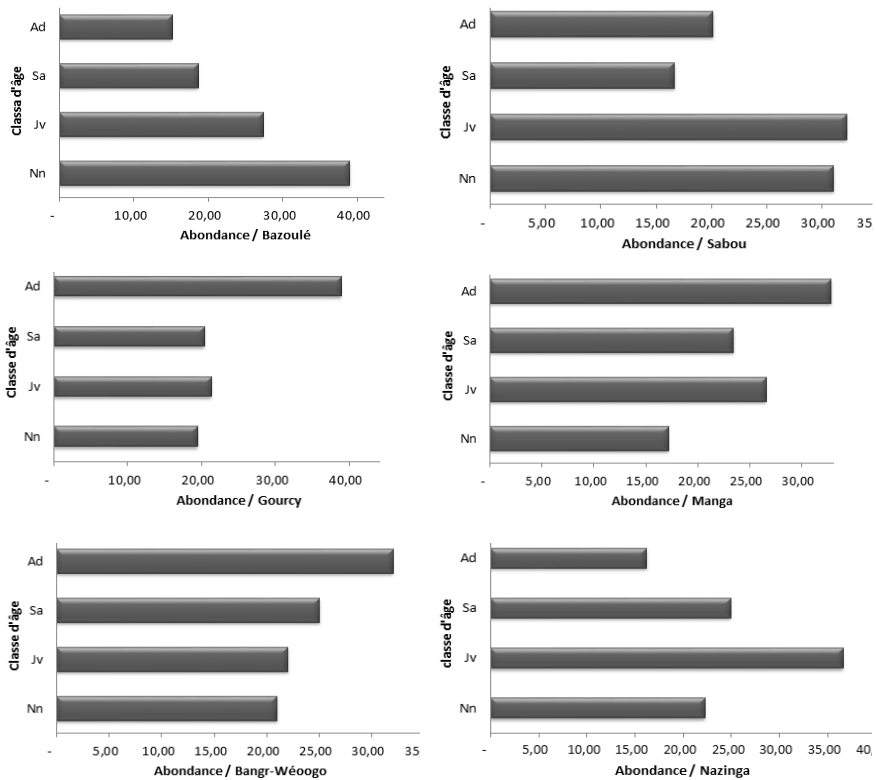 Ad
Sa
Jv
Nn
Classa d'âge
- 10,00 20,00 30,00 40,00
Abondance / Bazoulé
Ad
Sa
Jv
Nn
Classe d'âge
- 5,00 10,00 15,00 20,00 25,00 30,00 35
Abondance / Sabou
Ad
Sa
Jv
Nn
Classe d'âge
- 10,00 20,00 30,00 40,00
Abondance / Gourcy
Ad
Sa
Jv
Nn
Classe d'âge
- 5,00 10,00 15,00 20,00 25,00 30,00
Abondance / Manga
Ad
Sa
Jv
Nn
Classe d'âge
- 5,00 10,00 15,00 20,00 25,00 30,00 35
Abondance / Bangr-Wéoogo
Ad
Sa
Jv
Nn
classe d'âge
- 5,00 10,00 15,00 20,00 25,00 30,00 35,00 40,
Abondance / Nazinga